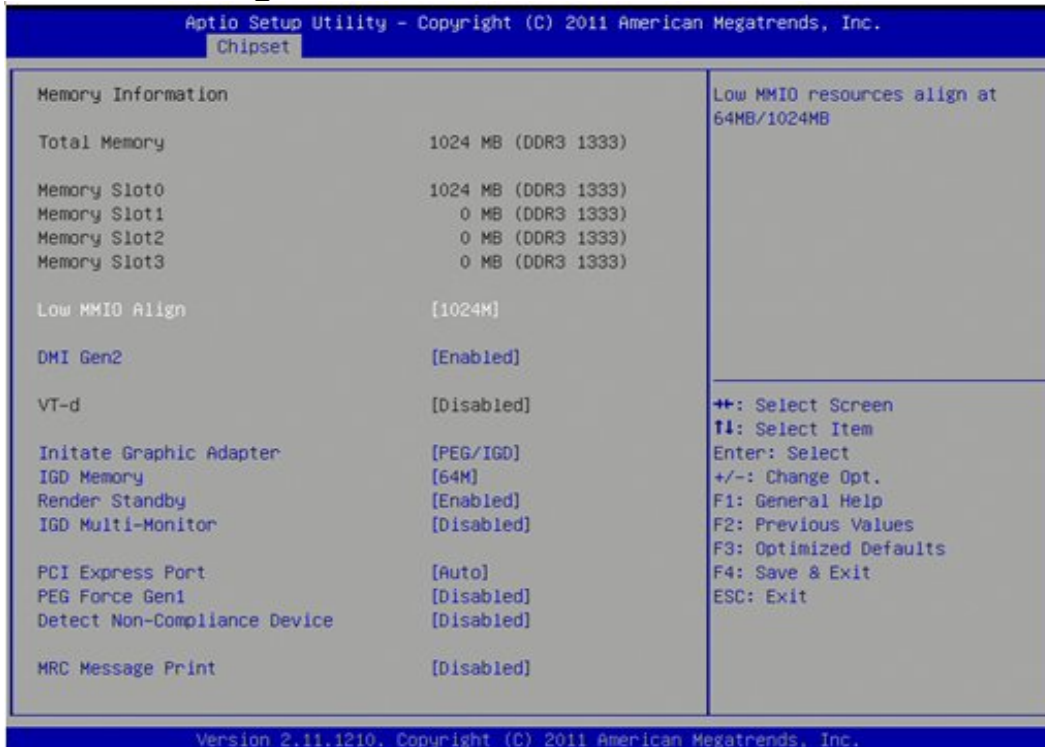 Aptio Setup Utility - Copyright (C) 2011 American Megatrends, Inc.
Chipset
Memory Information
Total Memory 1024 MB (DDR3 1333)
Memory Slot0 1024 MB (DDR3 1333)
Memory Slot1 0 MB (DDR3 1333)
Memory Slot2 0 MB (DDR3 1333)
Memory Slot3 0 MB (DDR3 1333)
Low MMIO Align [1024M]
DMI Gen2 [Enabled]
VT-d [Disabled]
Initate Graphic Adapter [PEG/IGD]
IGD Memory [64M]
Render Standby [Enabled]
IGD Multi-Monitor [Disabled]
PCI Express Port [Auto]
PEG Force Gen1 [Disabled]
Detect Non-Compliance Device [Disabled]
MRC Message Print [Disabled]
Low MMIO resources align at
64MB/1024MB
→←: Select Screen
↑↓: Select Item
Enter: Select
+/-: Change Opt.
F1: General Help
F2: Previous Values
F3: Optimized Defaults
F4: Save & Exit
ESC: Exit
Version 2.11.1210. Copyright (C) 2011 American Megatrends, Inc.